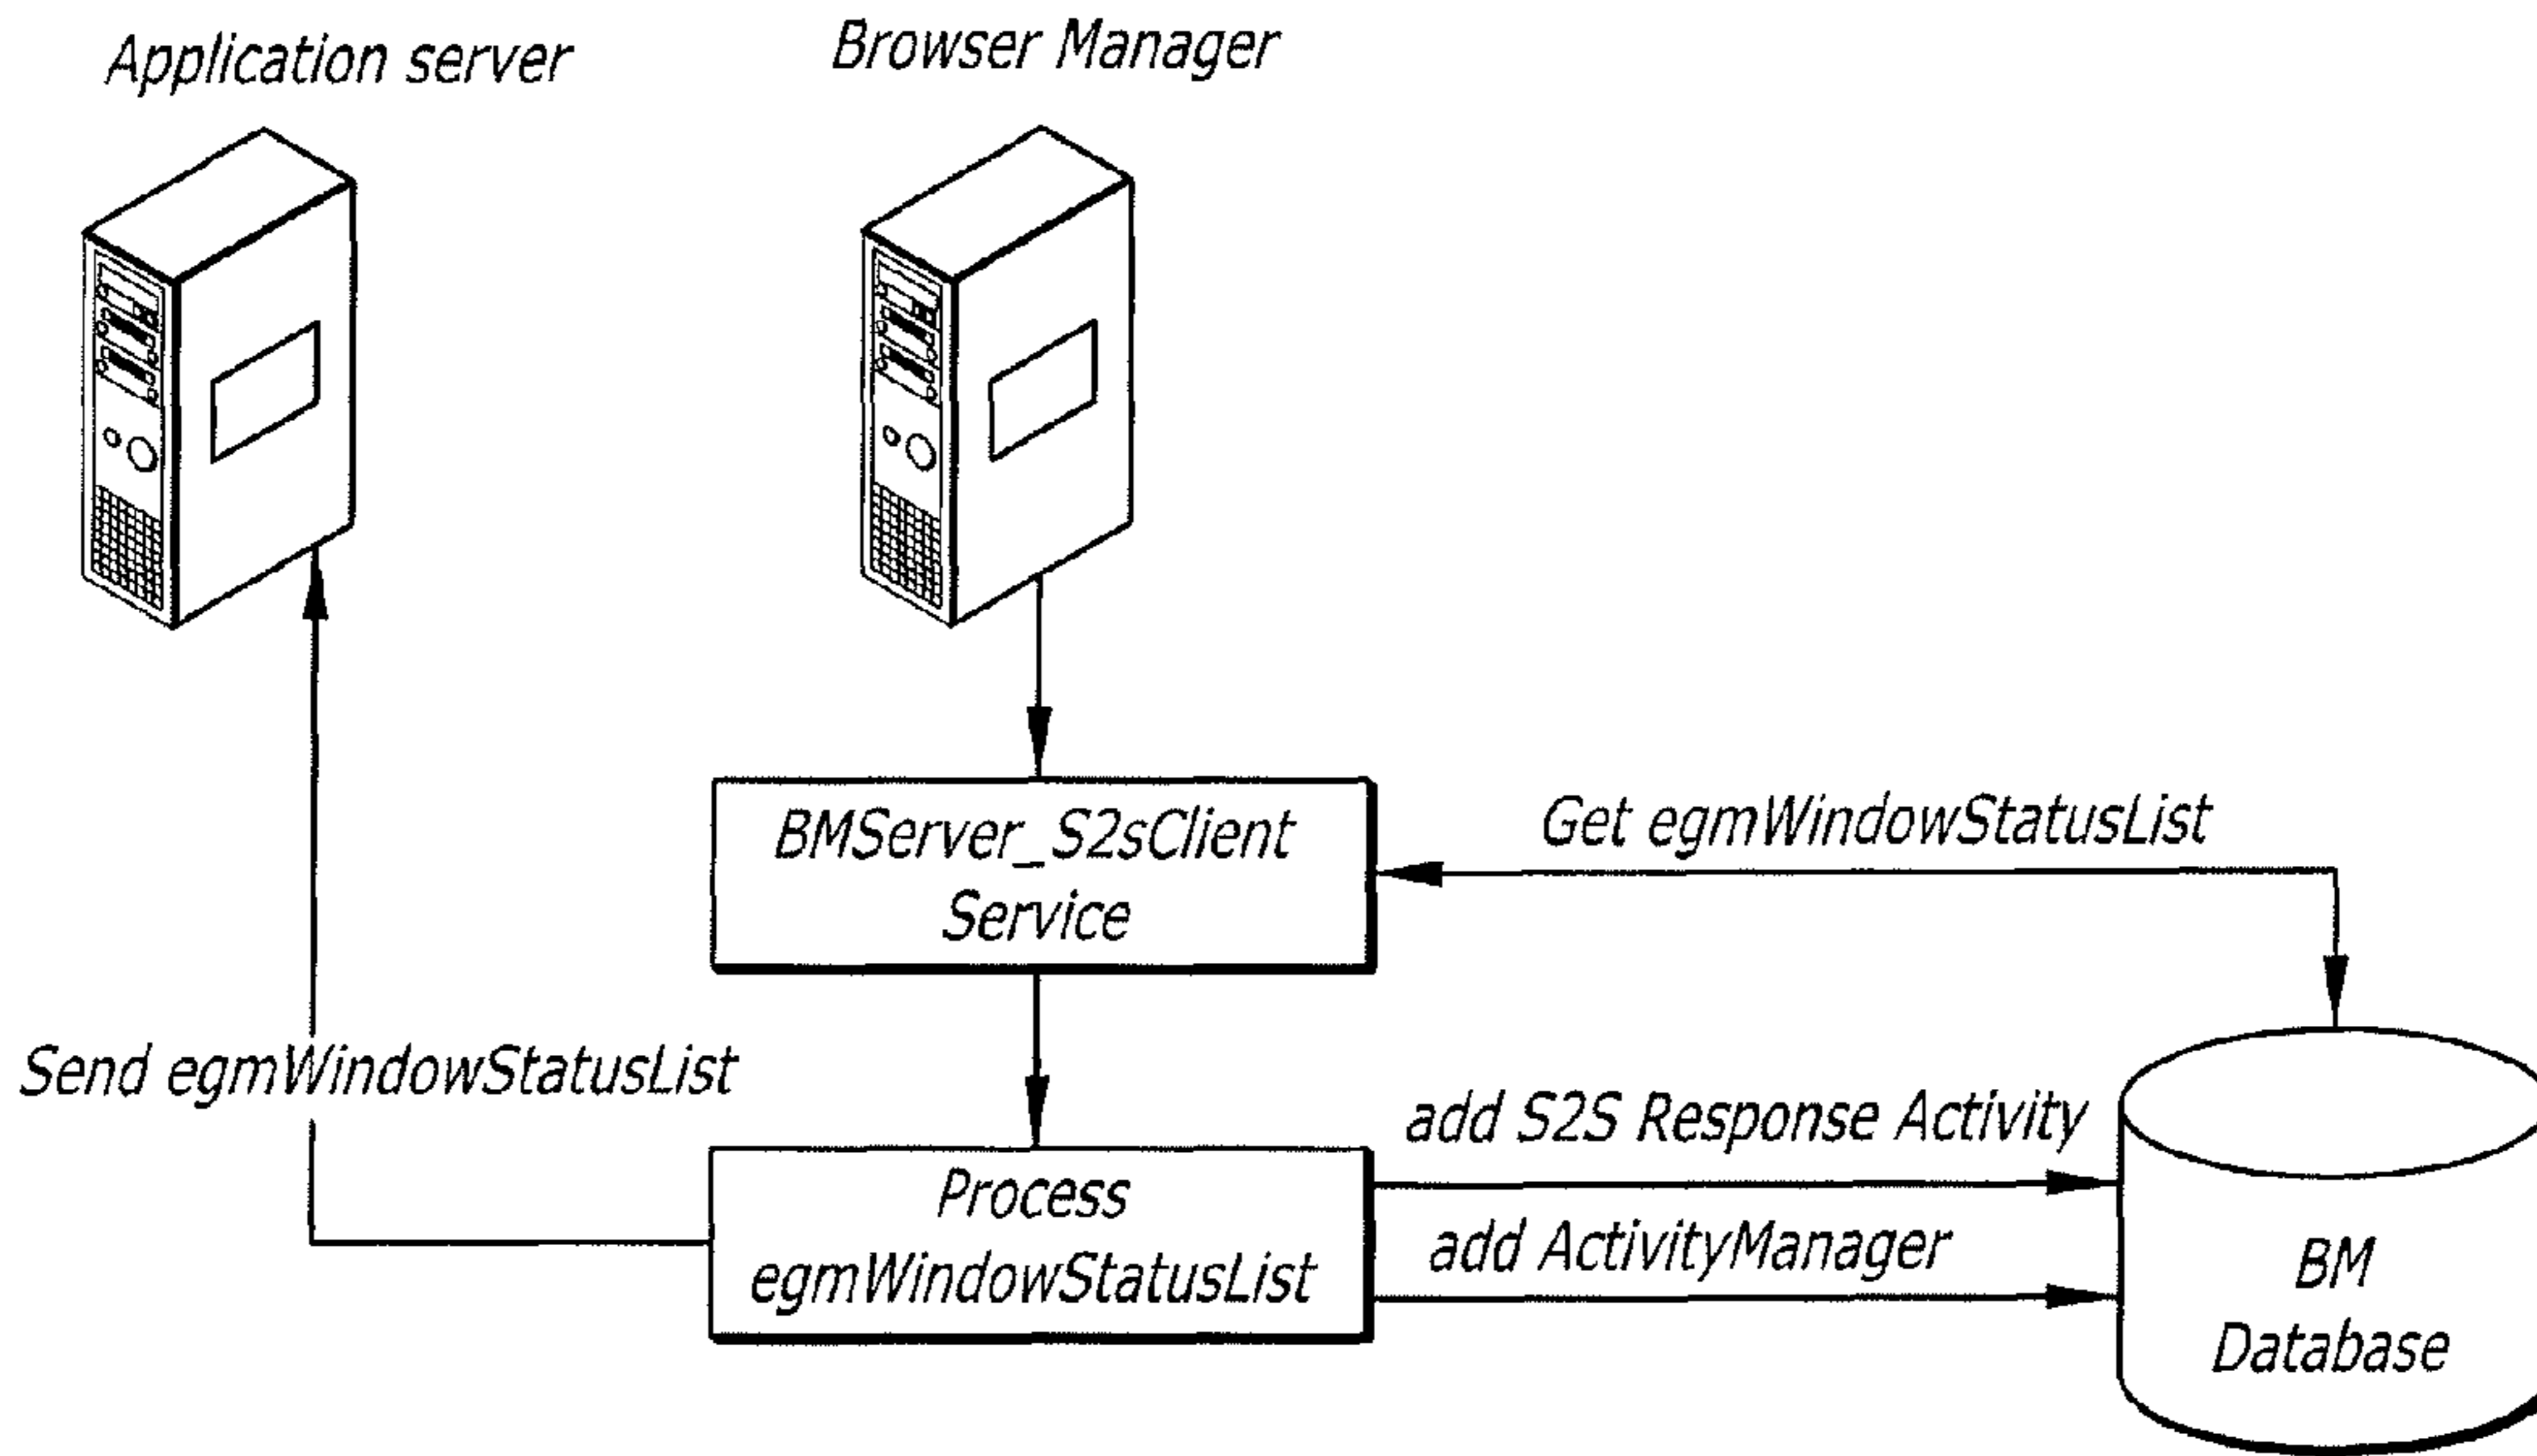 Application server
Browser Manager
BMServer_S2sClient
Service
Get egmWindowStatusList
Send egmWindowStatusList
add S2S Response Activity
Process
egmWindowStatusList
add ActivityManager
BM
Database